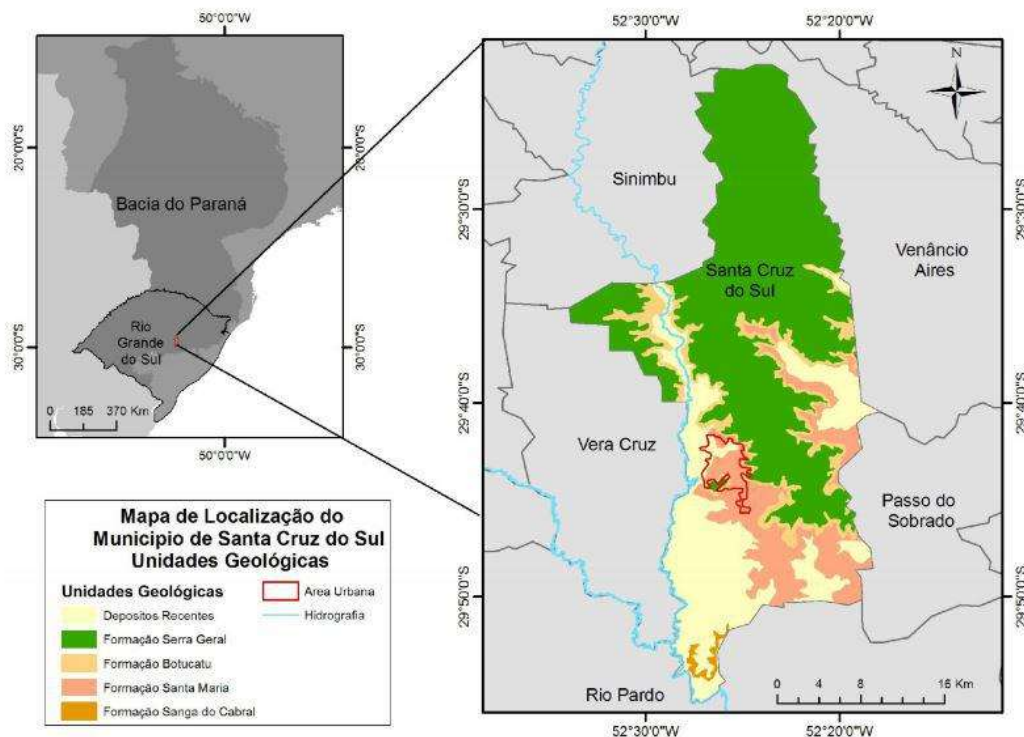 50°0'0"W
20°0'0"S
20°0'0"S
Bacia do Paraná
Rio
Grande
do Sul
30°0'0"S
30°0'0"S
0 185 370 Km
50°0'0"W
52°30'0"W
52°20'0"W
N
Sinimbu
29°30'0"S
29°30'0"S
Venâncio
Aires
Santa Cruz
do Sul
29°40'0"S
29°40'0"S
Vera Cruz
Passo do
Sobrado
29°50'0"S
29°50'0"S
Rio Pardo
0 4 8 16 Km
52°30'0"W
52°20'0"W
Mapa de Localização do
Municipio de Santa Cruz do Sul
Unidades Geológicas
Unidades Geológicas
Depositos Recentes
Formação Serra Geral
Formação Botucatu
Formação Santa Maria
Formação Sanga do Cabral
Area Urbana
Hidrografia